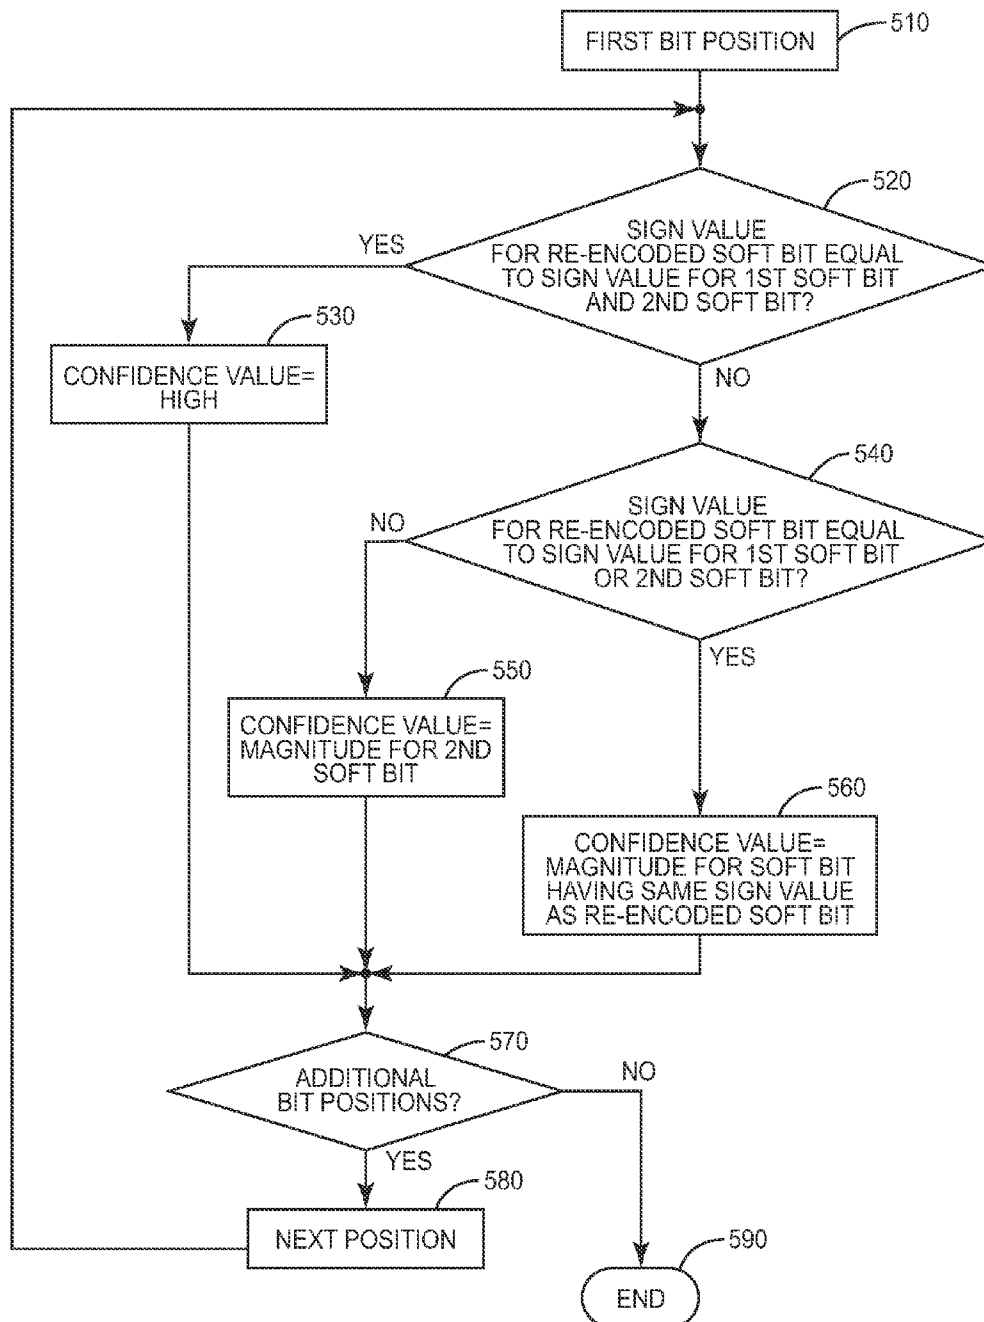 FIRST BIT POSITION
510
520
SIGN VALUE
FOR RE-ENCODED SOFT BIT EQUAL
TO SIGN VALUE FOR 1ST SOFT BIT
AND 2ND SOFT BIT?
YES
NO
530
CONFIDENCE VALUE=
HIGH
540
SIGN VALUE
FOR RE-ENCODED SOFT BIT EQUAL
TO SIGN VALUE FOR 1ST SOFT BIT
OR 2ND SOFT BIT?
NO
YES
550
CONFIDENCE VALUE=
MAGNITUDE FOR 2ND
SOFT BIT
560
CONFIDENCE VALUE=
MAGNITUDE FOR SOFT BIT
HAVING SAME SIGN VALUE
AS RE-ENCODED SOFT BIT
570
ADDITIONAL
BIT POSITIONS?
NO
YES
580
NEXT POSITION
590
END